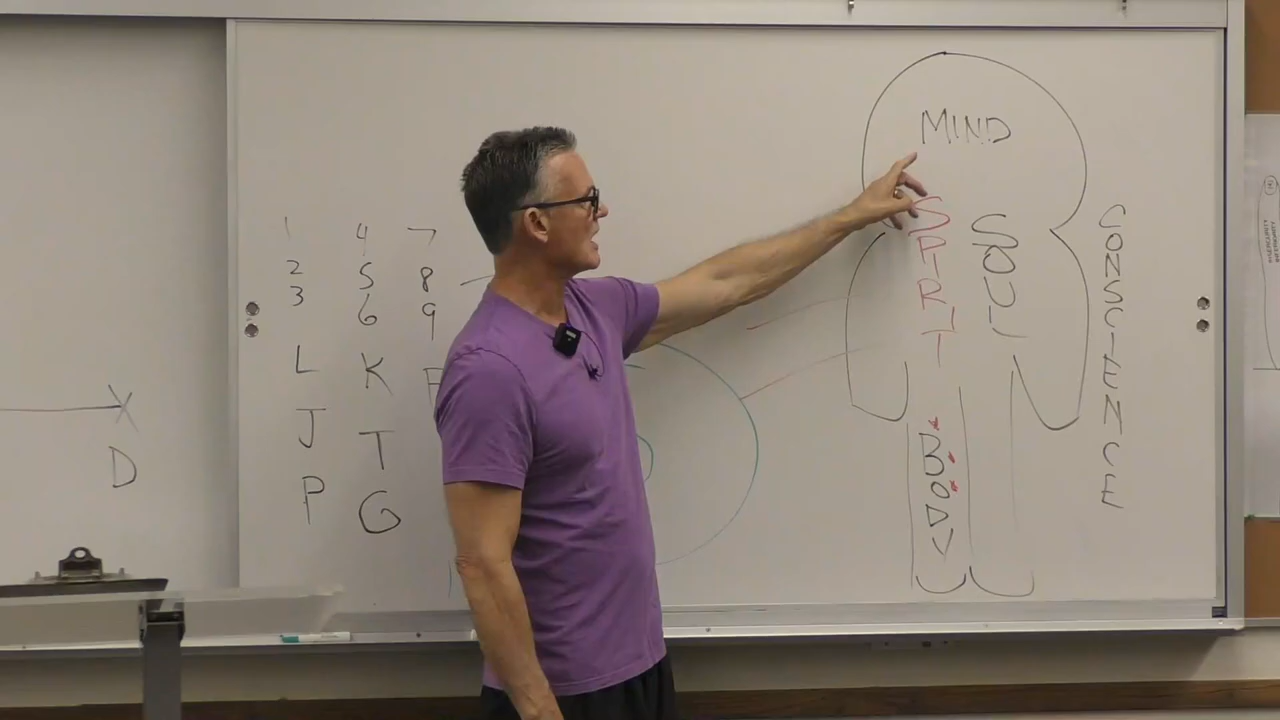 1 4 7
2 5 8
3 6 9
L K F
J T
P G
D
MIND
SPIRIT
SOUL
BODY
CONSCIENCE